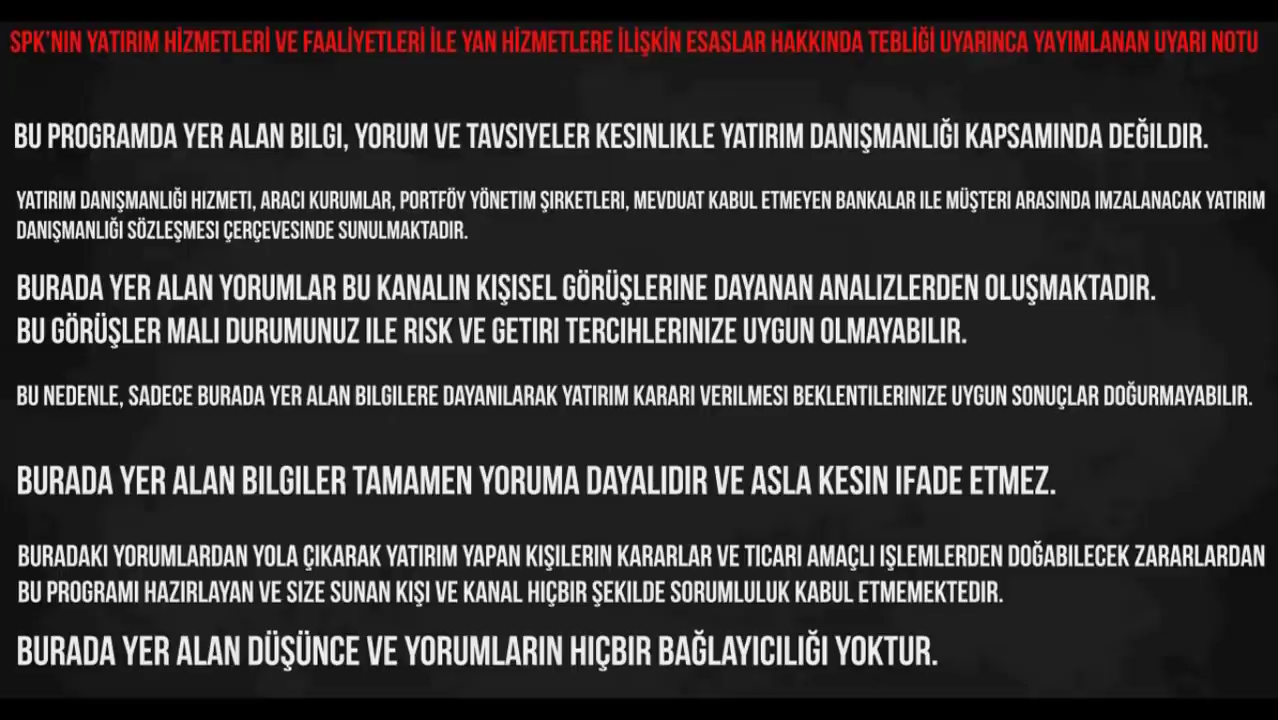 SPK'NIN YATIRIM HİZMETLERİ VE FAALİYETLERİ İLE YAN HİZMETLERE İLİŞKİN ESASLAR HAKKINDA TEBLİĞİ UYARINCA YAYIMLANAN UYARI NOTU
BU PROGRAMDA YER ALAN BILGI, YORUM VE TAVSIYELER KESINLIKLE YATIRIM DANIŞMANLIĞI KAPSAMINDA DEĞILDIR.
YATIRIM DANIŞMANLIĞI HIZMETI, ARACI KURUMLAR, PORTFÖY YÖNETIM ŞIRKETLERI, MEVDUAT KABUL ETMEYEN BANKALAR ILE MÜŞTERI ARASINDA IMZALANACAK YATIRIM
DANIŞMANLIĞI SÖZLEŞMESI ÇERÇEVESINDE SUNULMAKTADIR.
BURADA YER ALAN YORUMLAR BU KANALIN KIŞISEL GÖRÜŞLERINE DAYANAN ANALIZLERDEN OLUŞMAKTADIR.
BU GÖRÜŞLER MALI DURUMUNUZ ILE RISK VE GETIRI TERCIHLERINIZE UYGUN OLMAYABILIR.
BU NEDENLE, SADECE BURADA YER ALAN BILGILERE DAYANILARAK YATIRIM KARARI VERILMESI BEKLENTILERINIZE UYGUN SONUÇLAR DOĞURMAYABILIR.
BURADA YER ALAN BILGILER TAMAMEN YORUMA DAYALIDIR VE ASLA KESIN IFADE ETMEZ.
BURADAKI YORUMLARDAN YOLA ÇIKARAK YATIRIM YAPAN KIŞILERIN KARARLAR VE TICARI AMAÇLI IŞLEMLERDEN DOĞABILECEK ZARARLARDAN
BU PROGRAMI HAZIRLAYAN VE SIZE SUNAN KIŞI VE KANAL HIÇBIR ŞEKILDE SORUMLULUK KABUL ETMEMEKTEDIR.
BURADA YER ALAN DÜŞÜNCE VE YORUMLARIN HIÇBIR BAĞLAYICILIĞI YOKTUR.